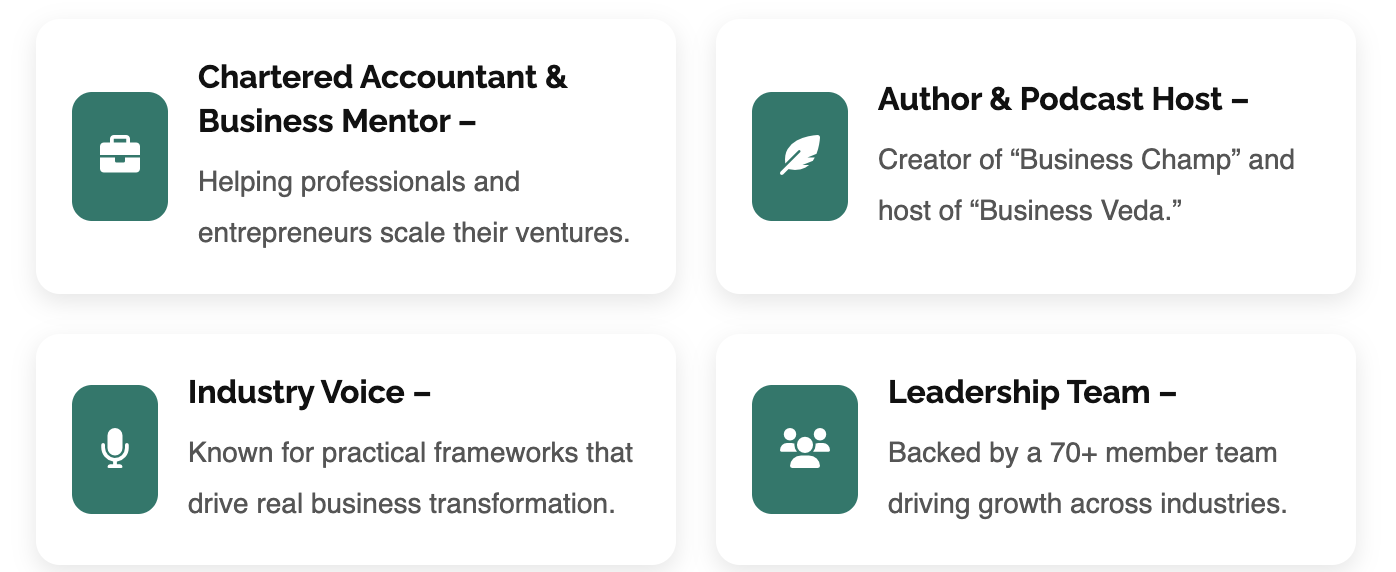 Chartered Accountant &
Business Mentor –
Helping professionals and
entrepreneurs scale their ventures.
Author & Podcast Host –
Creator of “Business Champ” and
host of “Business Veda.”
Industry Voice –
Known for practical frameworks that
drive real business transformation.
Leadership Team –
Backed by a 70+ member team
driving growth across industries.